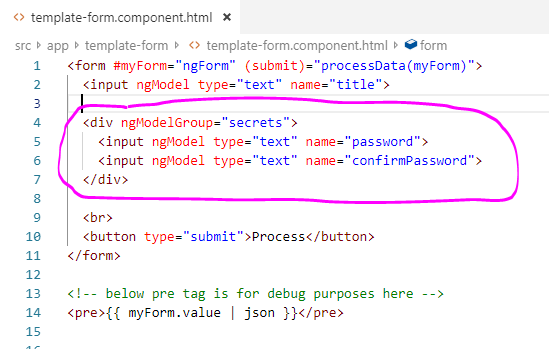 <> template-form.component.html ×
src > app > template-form > <> template-form.component.html > form
1 <form #myForm="ngForm" (submit)="processData(myForm)">
2 <input ngModel type="text" name="title">
3
4 <div ngModelGroup="secrets">
5 <input ngModel type="text" name="password">
6 <input ngModel type="text" name="confirmPassword">
7 </div>
8
9 <br>
10 <button type="submit">Process</button>
11 </form>
12
13 <!-- below pre tag is for debug purposes here -->
14 <pre>{{ myForm.value | json }}</pre>
15
16